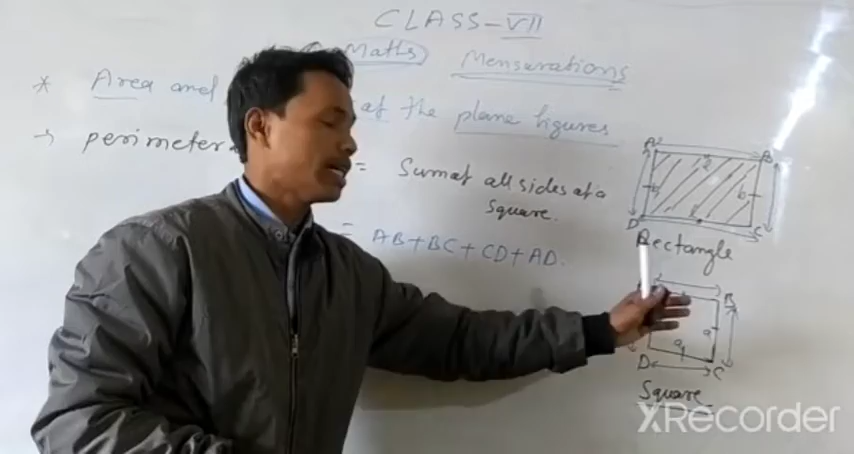 CLASS-VII
Maths Mensurations
* Area and of the plane figures
→ perimeter
= Sum of all sides of a
square.
= AB+BC+CD+AD.
A B
l
b b
l
D C
Rectangle
B
a
a
D C
Square
XRecorder